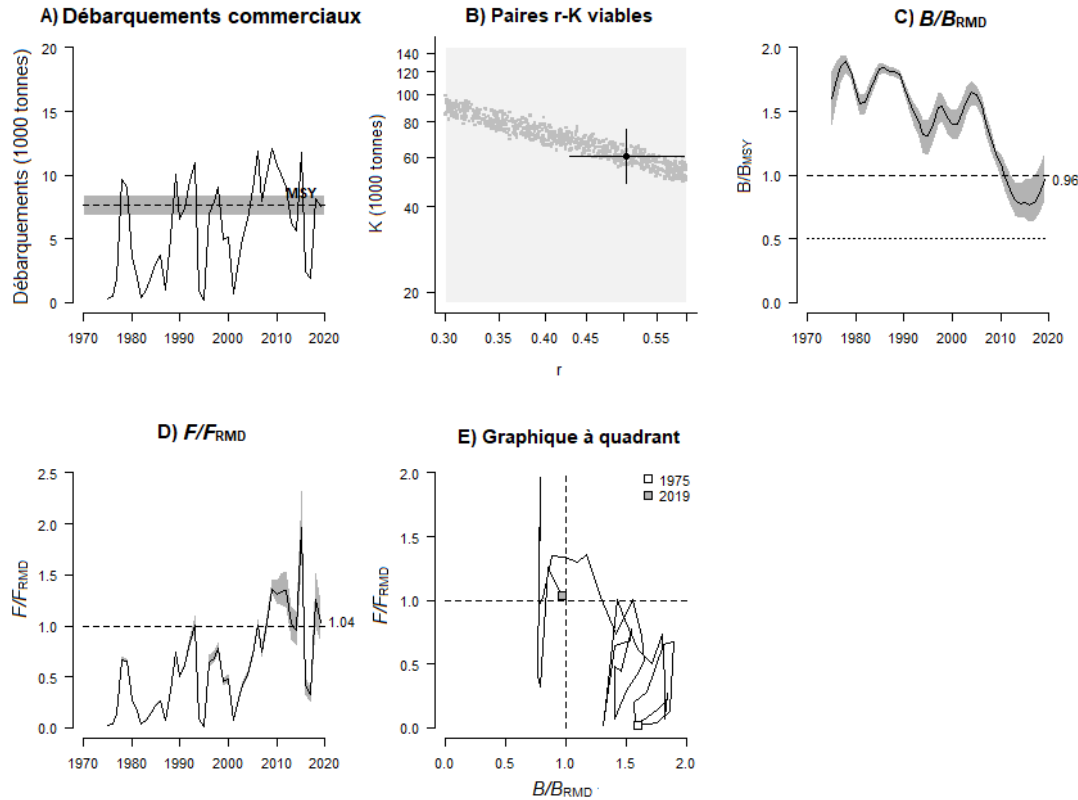 A) Débarquements commerciaux
Débarquements (1000 tonnes)
20
15
10
5
0
MSY
1970 1980 1990 2000 2010 2020
B) Paires r-K viables
K (1000 tonnes)
140
120
100
80
60
40
20
0.30 0.35 0.40 0.45 0.55
r
C) B/BRMD
B/BMSY
2.0
1.5
1.0
0.5
0.0
0.96
1970 1980 1990 2000 2010 2020
D) F/FRMD
F/FRMD
2.5
2.0
1.5
1.0
0.5
0.0
1.04
1970 1980 1990 2000 2010 2020
E) Graphique à quadrant
F/FRMD
2.0
1.5
1.0
0.5
0.0
1975
2019
0.0 0.5 1.0 1.5 2.0
B/BRMD